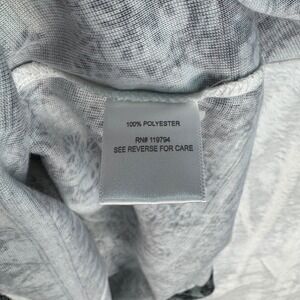 100% POLYESTER
RN# 119794
SEE REVERSE FOR CARE